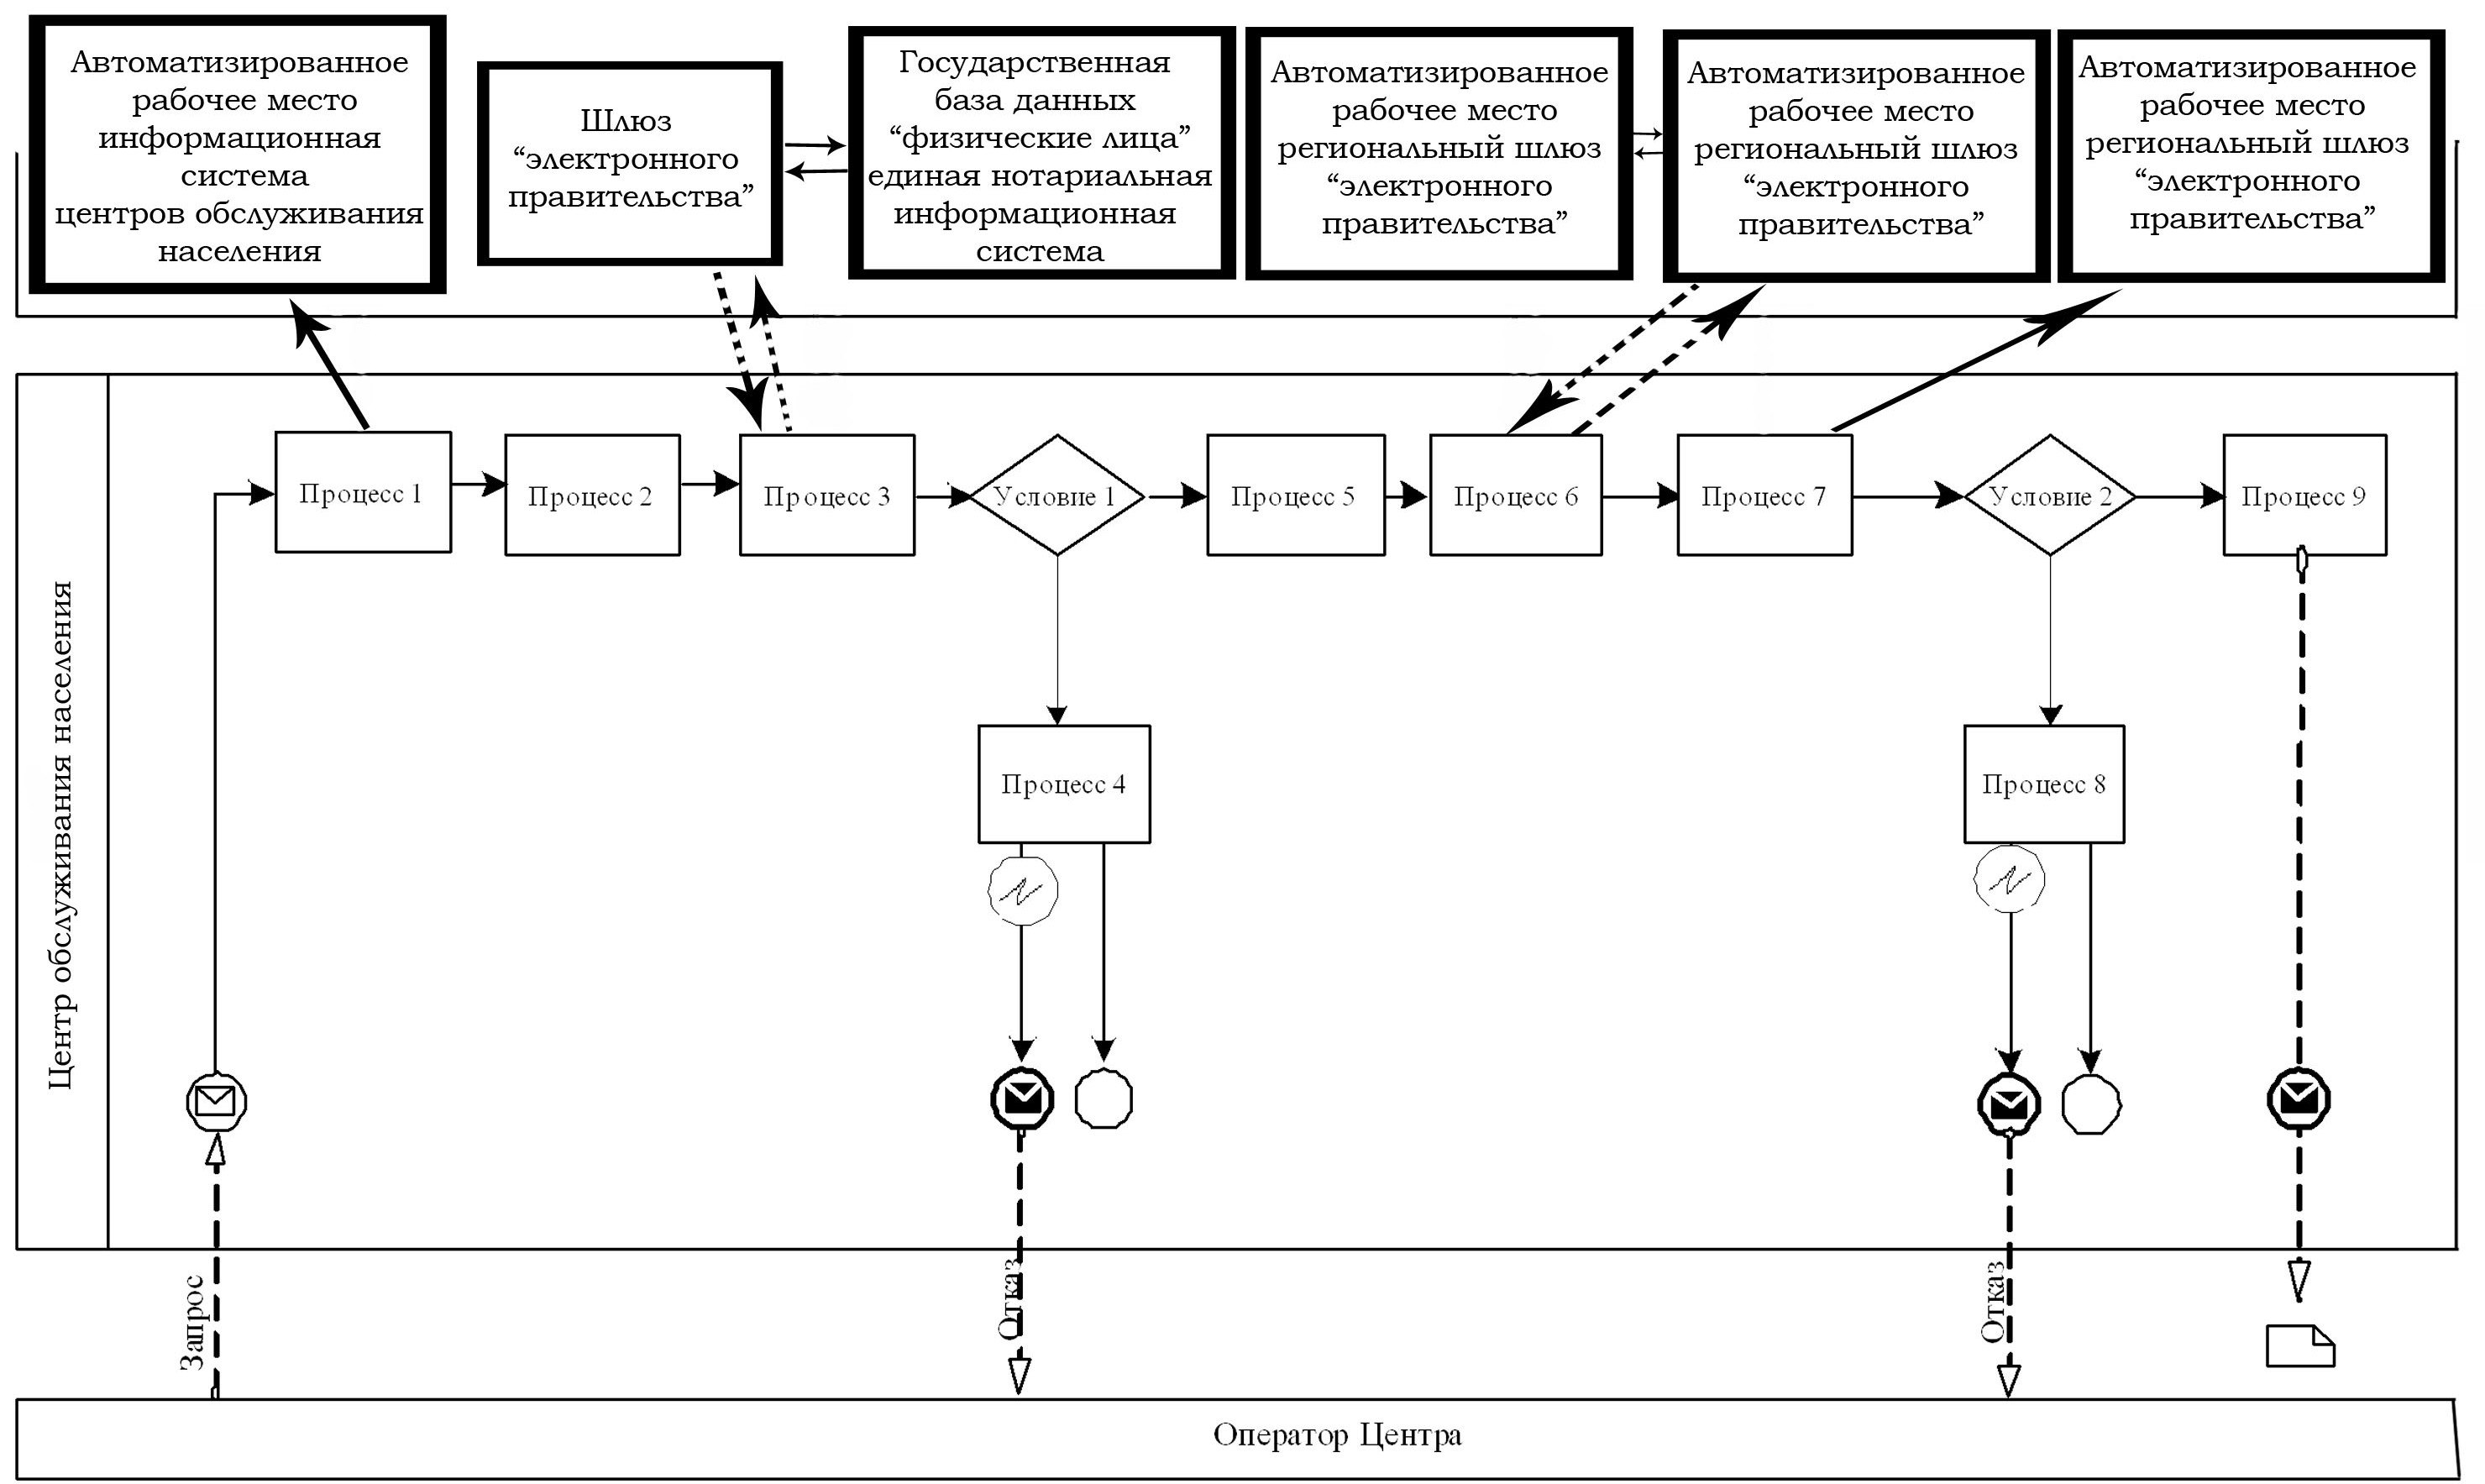 Автоматизированное
рабочее место
информационная
система
центров обслуживания
населения
Шлюз
“электронного
правительства”
Государственная
база данных
“физические лица”
единая нотариальная
информационная
система
Автоматизированное
рабочее место
региональный шлюз
“электронного
правительства”
Автоматизированное
рабочее место
региональный шлюз
“электронного
правительства”
Автоматизированное
рабочее место
региональный шлюз
“электронного
правительства”
Центр обслуживания населения
Процесс 1
Процесс 2
Процесс 3
Условие 1
Процесс 5
Процесс 6
Процесс 7
Условие 2
Процесс 9
Процесс 4
Процесс 8
Запрос
Отказ
Отказ
Оператор Центра